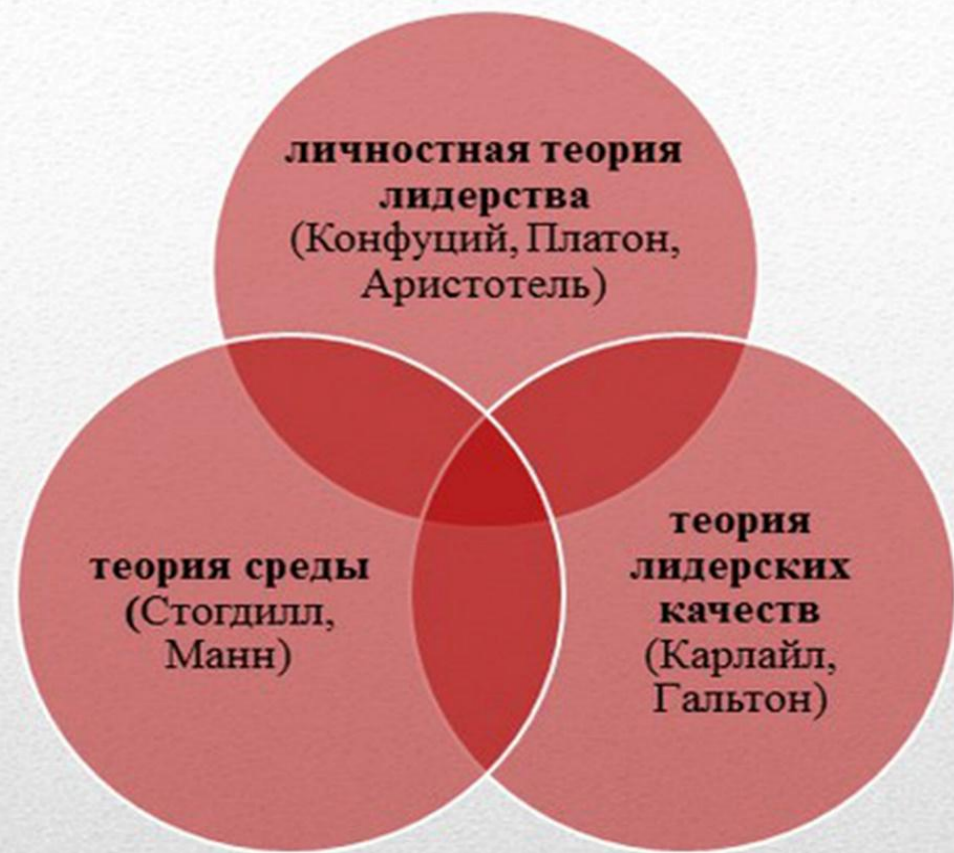 личностная теория
лидерства
(Конфуций, Платон,
Аристотель)
теория среды
(Стогдилл,
Манн)
теория
лидерских
качеств
(Карлайл,
Гальтон)